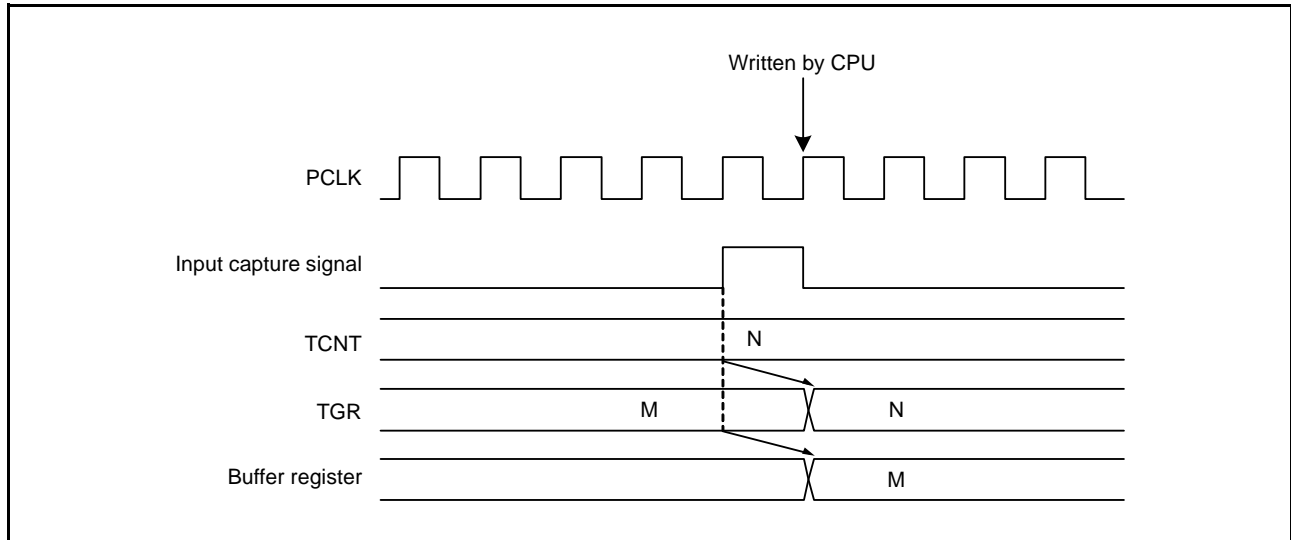 Written by CPU
PCLK
Input capture signal
TCNT
N
TGR
M
N
Buffer register
M